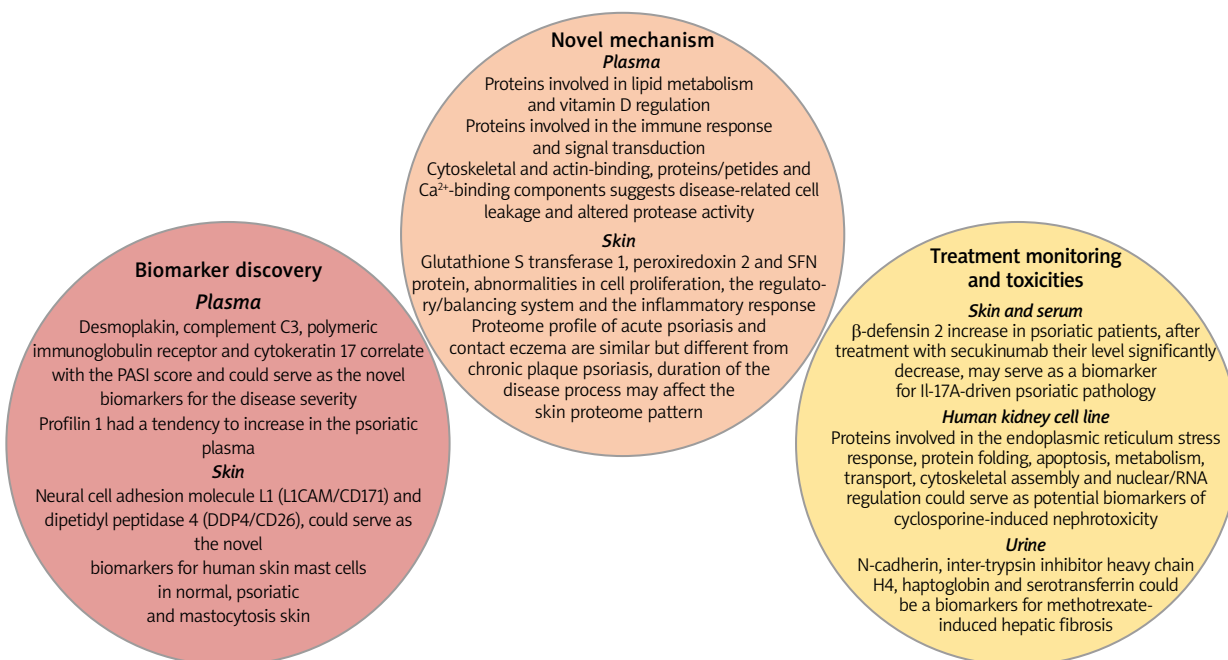 Novel mechanism
Plasma
Proteins involved in lipid metabolism
and vitamin D regulation
Proteins involved in the immune response
and signal transduction
Cytoskeletal and actin-binding, proteins/petides and
Ca²⁺-binding components suggests disease-related cell
leakage and altered protease activity
Skin
Glutathione S transferase 1, peroxiredoxin 2 and SFN
protein, abnormalities in cell proliferation, the regulato-
ry/balancing system and the inflammatory response
Proteome profile of acute psoriasis and
contact eczema are similar but different from
chronic plaque psoriasis, duration of the
disease process may affect the
skin proteome pattern
Biomarker discovery
Plasma
Desmoplakin, complement C3, polymeric
immunoglobulin receptor and cytokeratin 17 correlate
with the PASI score and could serve as the novel
biomarkers for the disease severity
Profilin 1 had a tendency to increase in the psoriatic
plasma
Skin
Neural cell adhesion molecule L1 (L1CAM/CD171) and
dipetidyl peptidase 4 (DDP4/CD26), could serve as
the novel
biomarkers for human skin mast cells
in normal, psoriatic
and mastocytosis skin
Treatment monitoring
and toxicities
Skin and serum
β-defensin 2 increase in psoriatic patients, after
treatment with secukinumab their level significantly
decrease, may serve as a biomarker
for Il-17A-driven psoriatic pathology
Human kidney cell line
Proteins involved in the endoplasmic reticulum stress
response, protein folding, apoptosis, metabolism,
transport, cytoskeletal assembly and nuclear/RNA
regulation could serve as potential biomarkers of
cyclosporine-induced nephrotoxicity
Urine
N-cadherin, inter-trypsin inhibitor heavy chain
H4, haptoglobin and serotransferrin could
be a biomarkers for methotrexate-
induced hepatic fibrosis